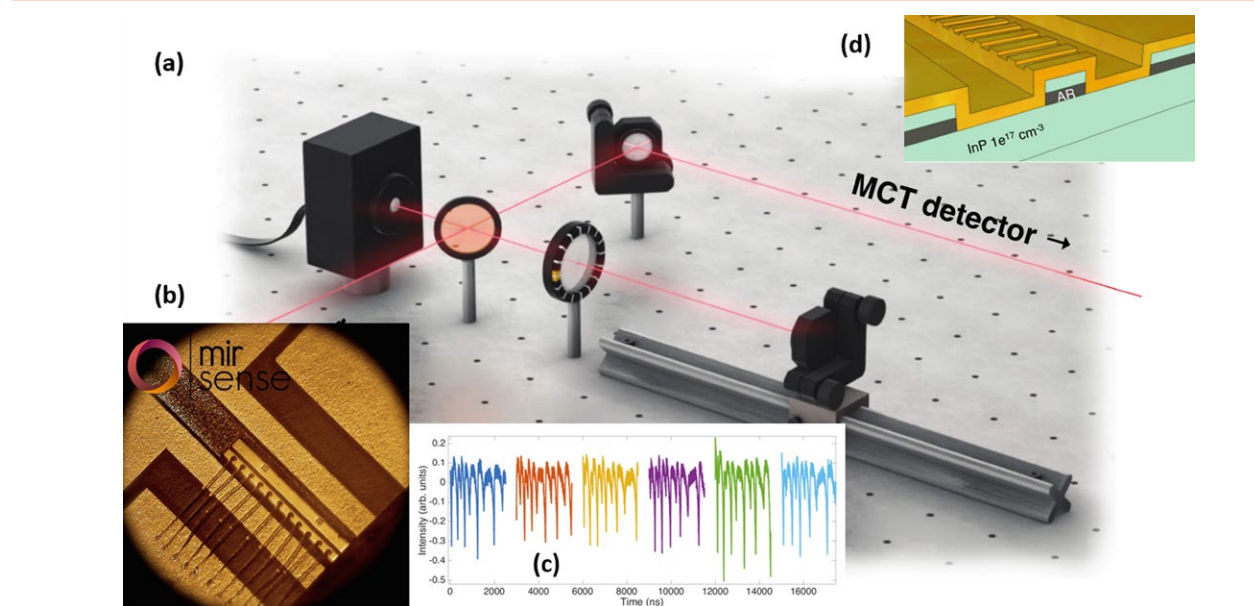 (a)
(d)
AR
InP 1e¹⁷ cm⁻³
MCT detector →
(b)
mir
sense
0.2
0.1
0
-0.1
-0.2
-0.3
-0.4
-0.5
Intensity (arb. units)
(c)
0
2000
4000
6000
8000
10000
12000
14000
16000
Time (ns)